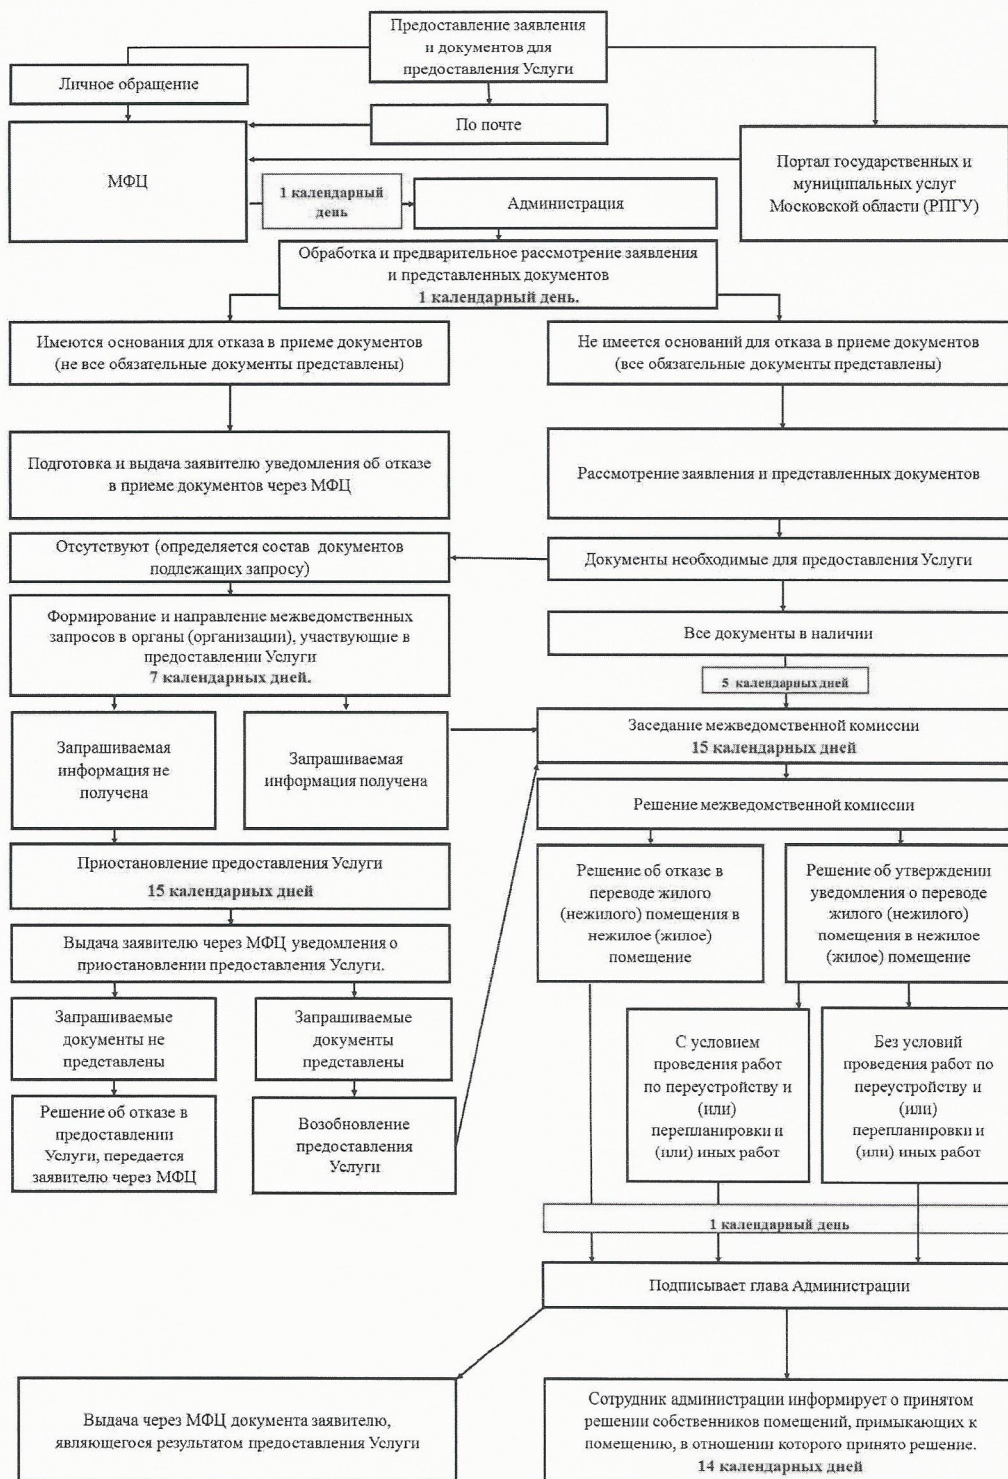 Предоставление заявления
и документов для
предоставления Услуги
Личное обращение
По почте
МФЦ
Портал государственных и
муниципальных услуг
Московской области (РПГУ)
1 календарный
день
Администрация
Обработка и предварительное рассмотрение заявления
и представленных документов
1 календарный день.
Имеются основания для отказа в приеме документов
(не все обязательные документы представлены)
Не имеется оснований для отказа в приеме документов
(все обязательные документы представлены)
Подготовка и выдача заявителю уведомления об отказе
в приеме документов через МФЦ
Рассмотрение заявления и представленных документов
Отсутствуют (определяется состав документов
подлежащих запросу)
Документы необходимые для предоставления Услуги
Формирование и направление межведомственных
запросов в органы (организации), участвующие в
предоставлении Услуги
7 календарных дней.
Все документы в наличии
5 календарных дней
Запрашиваемая
информация не
получена
Запрашиваемая
информация получена
Заседание межведомственной комиссии
15 календарных дней
Решение межведомственной комиссии
Приостановление предоставления Услуги
15 календарных дней
Решение об отказе в
переводе жилого
(нежилого) помещения в
нежилое (жилое)
помещение
Решение об утверждении
уведомления о переводе
жилого (нежилого)
помещения в нежилое
(жилое) помещение
Выдача заявителю через МФЦ уведомления о
приостановлении предоставления Услуги.
Запрашиваемые
документы не
представлены
Запрашиваемые
документы
представлены
С условием
проведения работ
по переустройству и
(или)
перепланировки и
(или) иных работ
Без условий
проведения работ по
переустройству и
(или)
перепланировки и
(или) иных работ
Решение об отказе в
предоставлении
Услуги, передается
заявителю через МФЦ
Возобновление
предоставления
Услуги
1 календарный день
Подписывает глава Администрации
Выдача через МФЦ документа заявителю,
являющегося результатом предоставления Услуги
Сотрудник администрации информирует о принятом
решении собственников помещений, примыкающих к
помещению, в отношении которого принято решение.
14 календарных дней